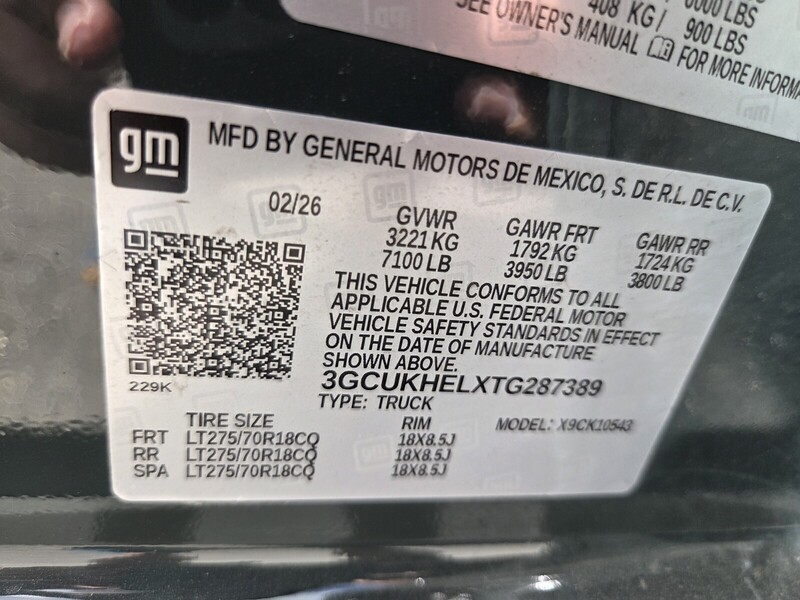 408 KG / 6000 LBS
900 LBS
SEE OWNER'S MANUAL FOR MORE INFORMA
gm
MFD BY GENERAL MOTORS DE MEXICO, S. DE R.L. DE C.V.
02/26
GVWR GAWR FRT GAWR RR
3221 KG 1792 KG 1724 KG
7100 LB 3950 LB 3800 LB
THIS VEHICLE CONFORMS TO ALL
APPLICABLE U.S. FEDERAL MOTOR
VEHICLE SAFETY STANDARDS IN EFFECT
ON THE DATE OF MANUFACTURE
SHOWN ABOVE.
229K
3GCUKHELXTG287389
TYPE: TRUCK
TIRE SIZE RIM MODEL: X9CK10543
FRT LT275/70R18CQ 18X8.5J
RR LT275/70R18CQ 18X8.5J
SPA LT275/70R18CQ 18X8.5J